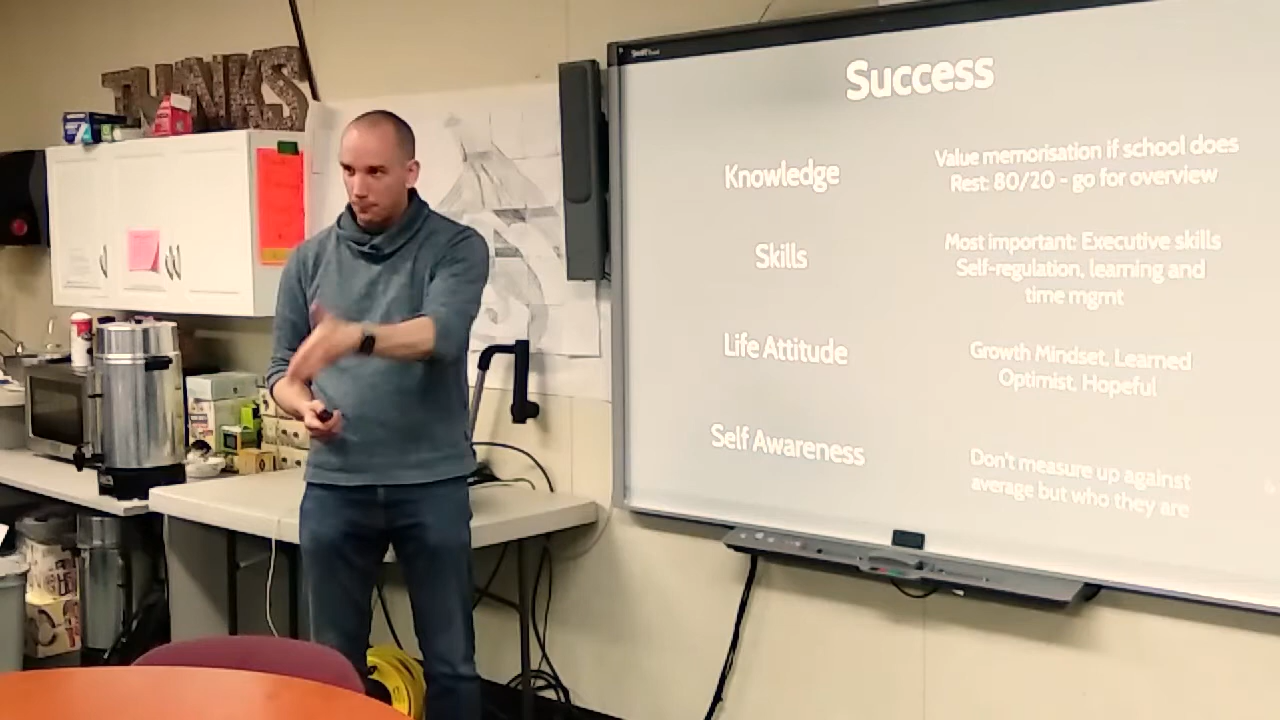 THINKS
Success
Knowledge
Value memorisation if school does
Rest: 80/20 - go for overview
Skills
Most important: Executive skills
Self-regulation, learning and
time mgmt
Life Attitude
Growth Mindset, Learned
Optimist, Hopeful
Self Awareness
Don't measure up against
average but who they are